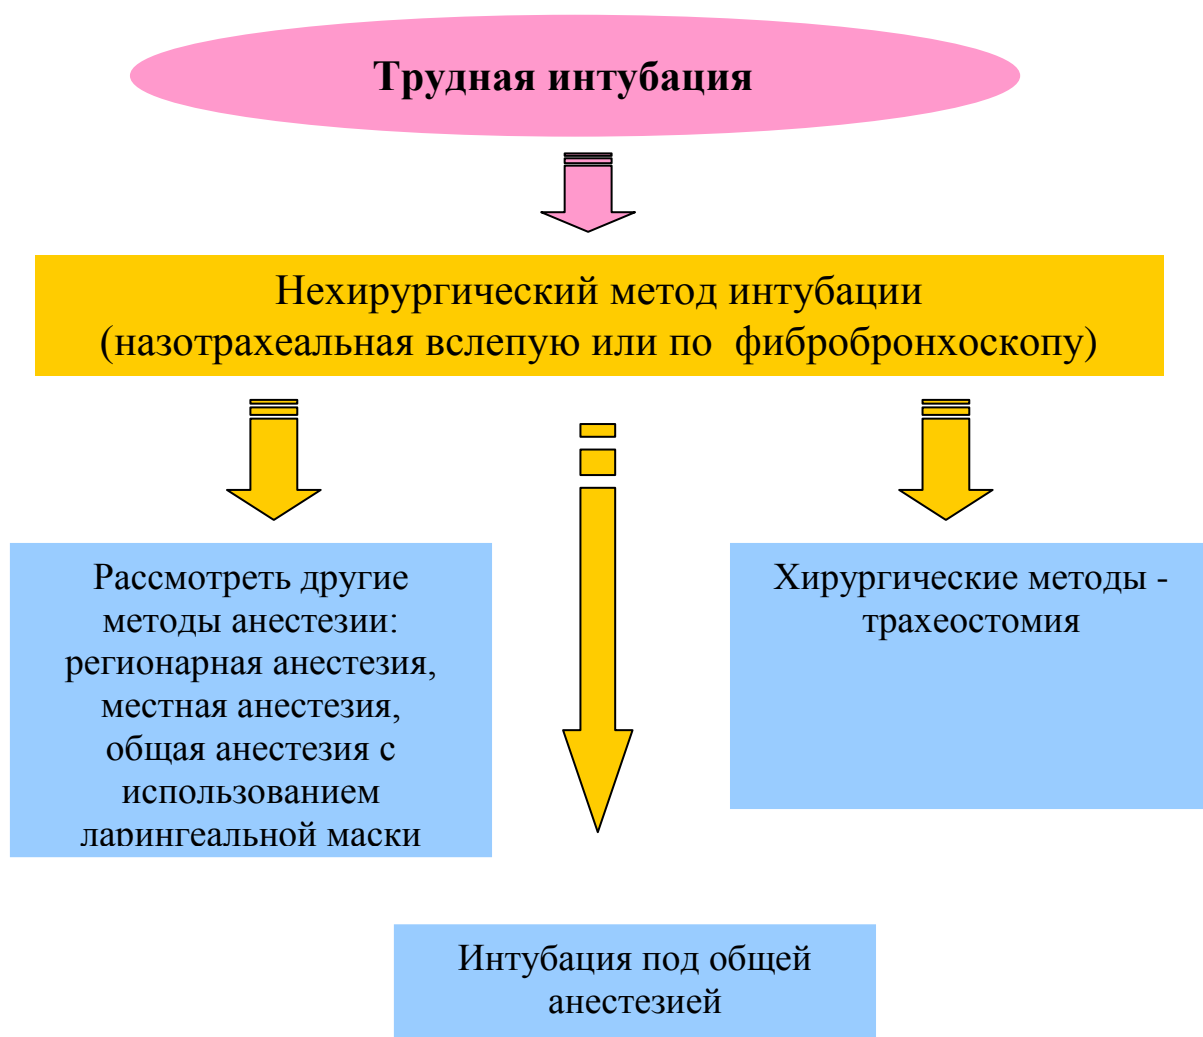 Трудная интубация
Нехирургический метод интубации
(назотрахеальная вслепую или по фибробронхоскопу)
Рассмотреть другие
методы анестезии:
регионарная анестезия,
местная анестезия,
общая анестезия с
использованием
ларингеальной маски
Хирургические методы -
трахеостомия
Интубация под общей
анестезией